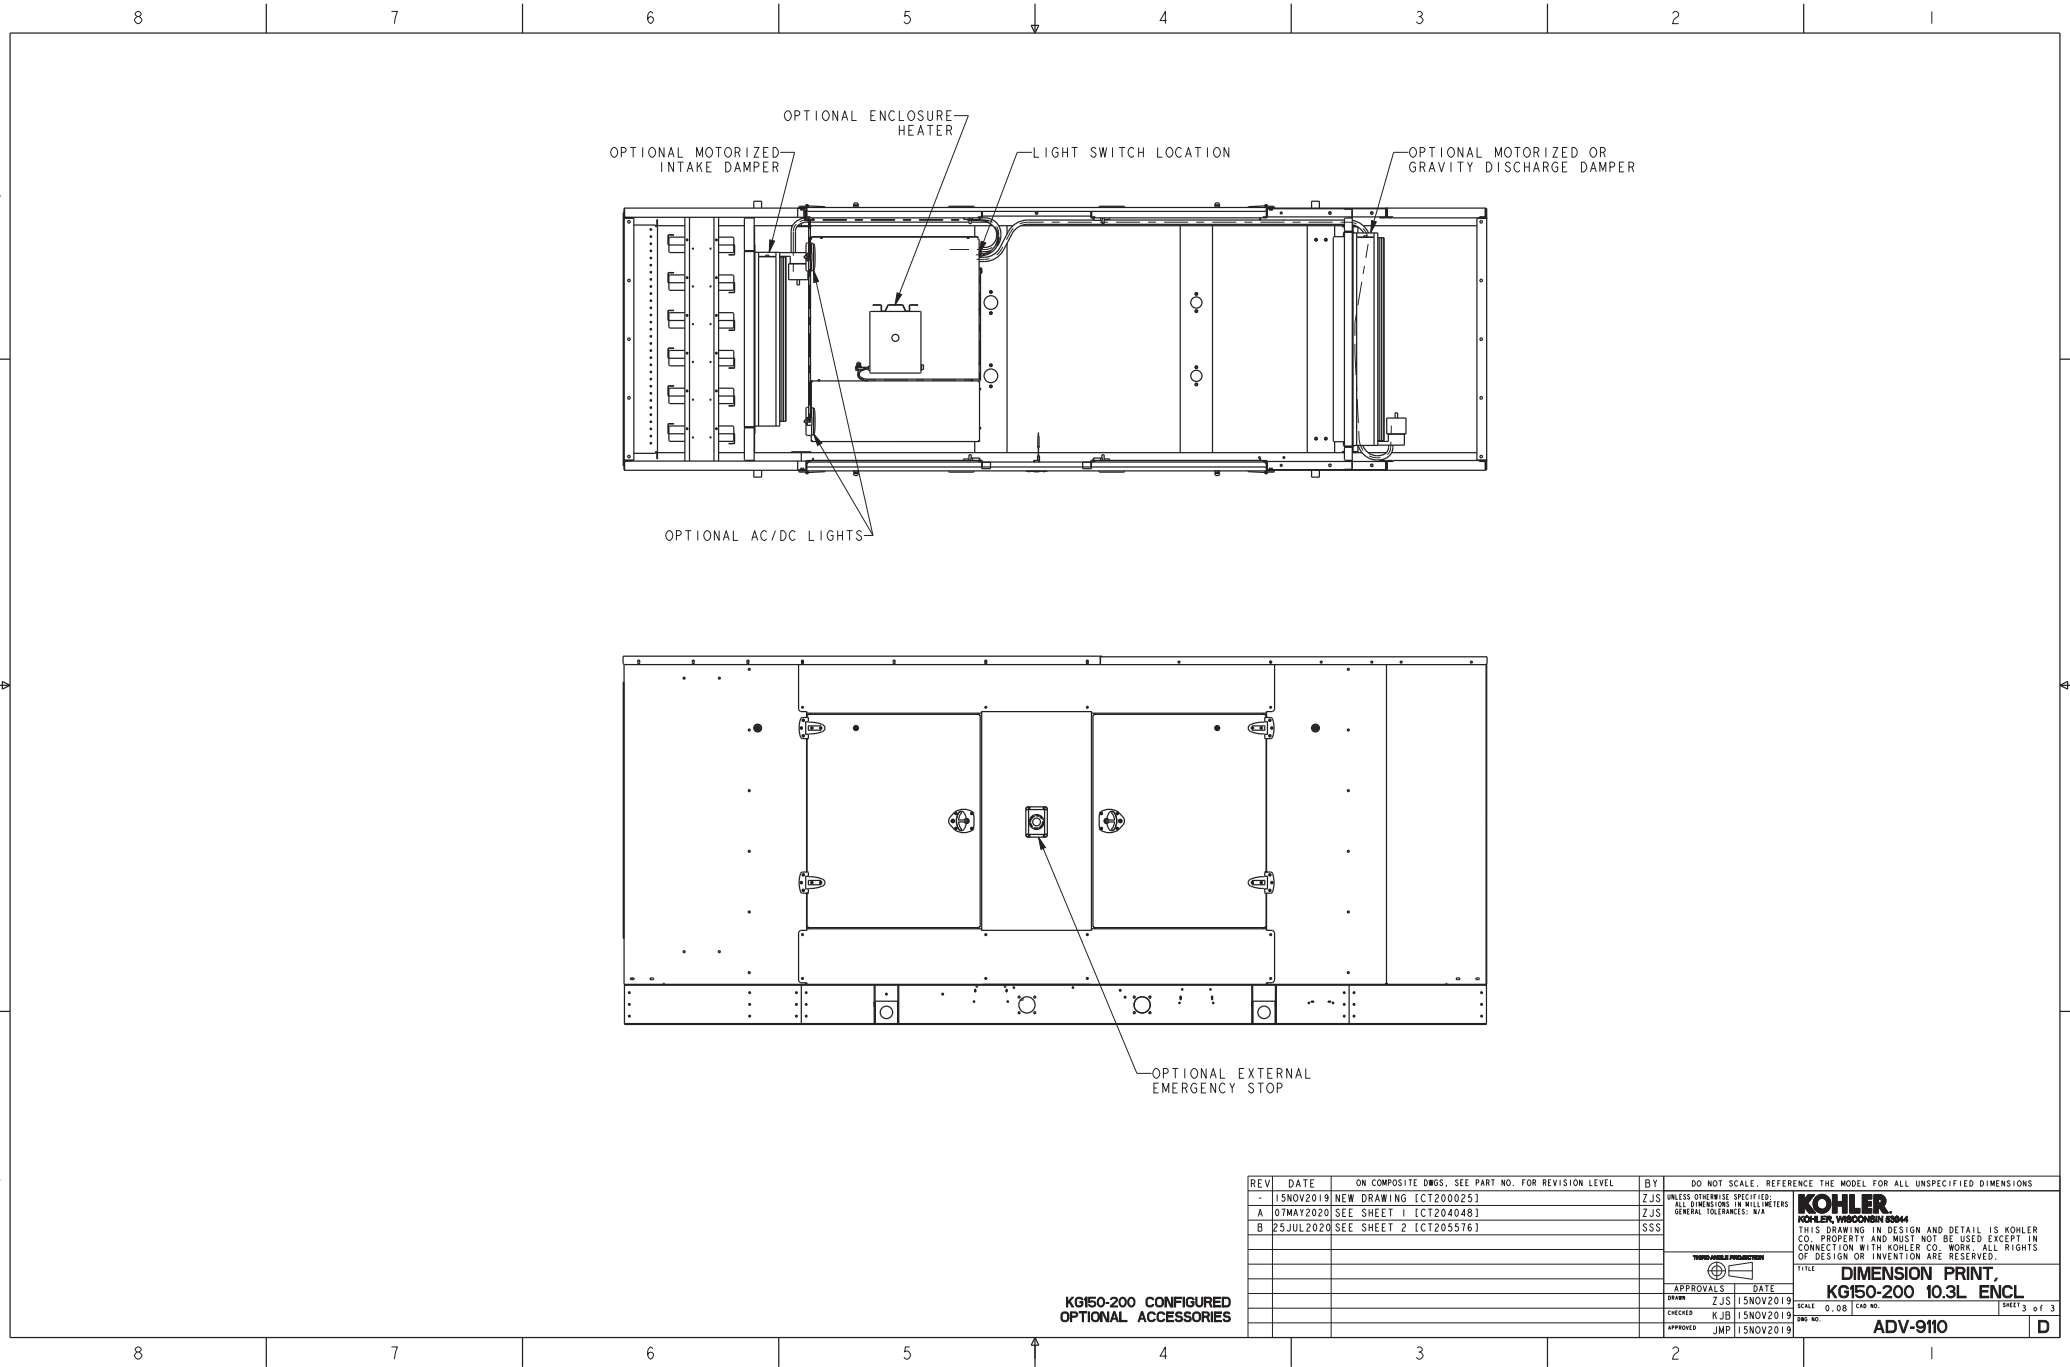 8 7 6 5 4 3 2 1
OPTIONAL ENCLOSURE
HEATER
OPTIONAL MOTORIZED
INTAKE DAMPER
LIGHT SWITCH LOCATION
OPTIONAL MOTORIZED OR
GRAVITY DISCHARGE DAMPER
OPTIONAL AC/DC LIGHTS
OPTIONAL EXTERNAL
EMERGENCY STOP
KG150-200 CONFIGURED
OPTIONAL ACCESSORIES
REV DATE ON COMPOSITE DWGS, SEE PART NO. FOR REVISION LEVEL BY
- 15NOV2019 NEW DRAWING [CT200025] ZJS
A 07MAY2020 SEE SHEET 1 [CT204048] ZJS
B 25JUL2020 SEE SHEET 2 [CT205576] SSS
DO NOT SCALE. REFERENCE THE MODEL FOR ALL UNSPECIFIED DIMENSIONS
UNLESS OTHERWISE SPECIFIED:
ALL DIMENSIONS IN MILLIMETERS
GENERAL TOLERANCES: N/A
THIRD ANGLE PROJECTION
APPROVALS DATE
DRAWN ZJS 15NOV2019
CHECKED KJB 15NOV2019
APPROVED JMP 15NOV2019
KOHLER.
KOHLER, WISCONSIN 53044
THIS DRAWING IN DESIGN AND DETAIL IS KOHLER
CO. PROPERTY AND MUST NOT BE USED EXCEPT IN
CONNECTION WITH KOHLER CO. WORK. ALL RIGHTS
OF DESIGN OR INVENTION ARE RESERVED.
TITLE DIMENSION PRINT,
KG150-200 10.3L ENCL
SCALE 0.08 CAD NO. SHEET 3 of 3
DWG NO. ADV-9110 D
8 7 6 5 4 3 2 1